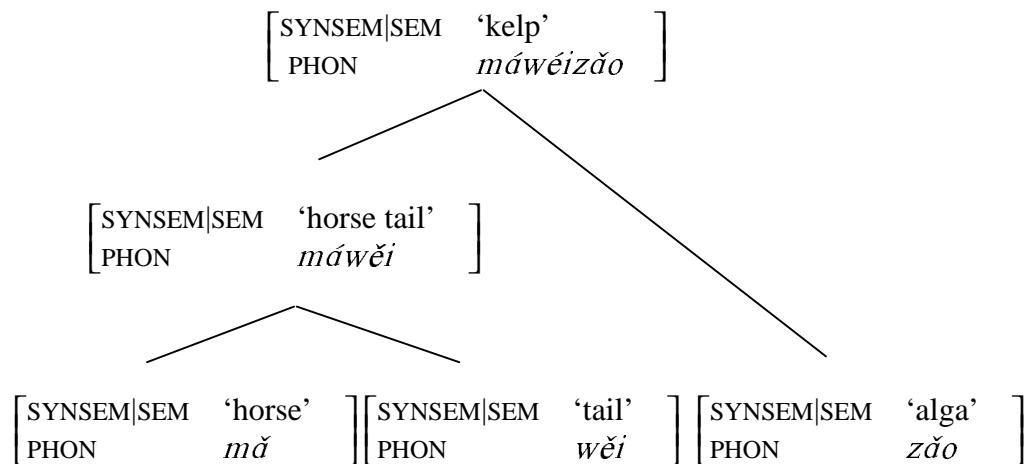 SYNSEM|SEM ‘kelp’
PHON máwéizǎo
SYNSEM|SEM ‘horse tail’
PHON máwěi
SYNSEM|SEM ‘horse’ SYNSEM|SEM ‘tail’ SYNSEM|SEM ‘alga’
PHON mǎ PHON wěi PHON zǎo